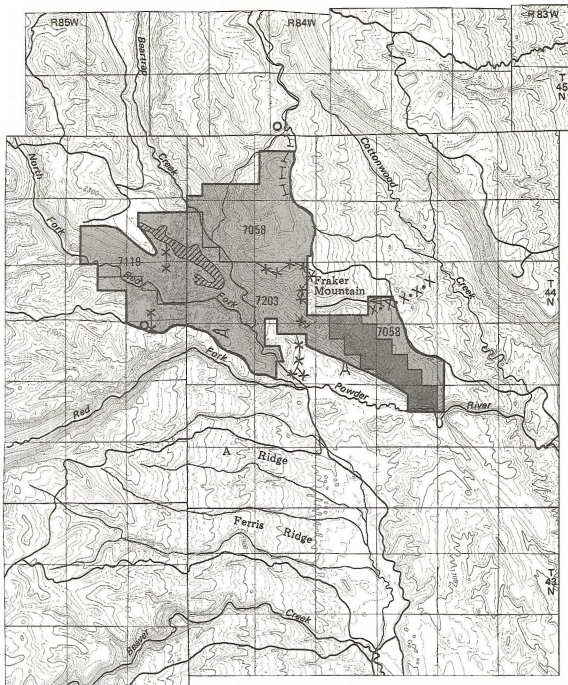 R85W
R84W
R83W
T
45
N
Beartrap
Creek
Cottonwood
Creek
North
Fork
7058
7119
Red
Fork
7203
Fraker
Mountain
T
44
N
7058
A
A
Red
Fork
Powder
River
A Ridge
Ferris Ridge
T
43
N
Beaver
Creek